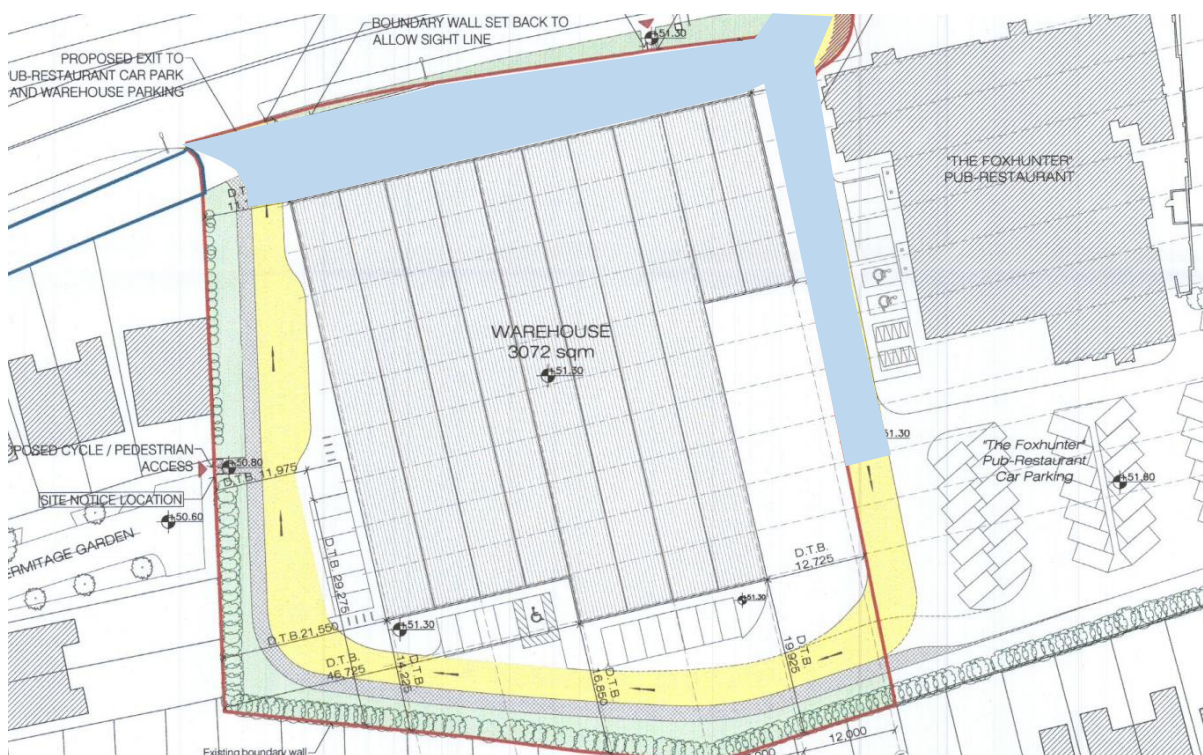 BOUNDARY WALL SET BACK TO
ALLOW SIGHT LINE
51.30
PROPOSED EXIT TO
UB-RESTAURANT CAR PARK
AND WAREHOUSE PARKING
"THE FOXHUNTER"
PUB-RESTAURANT
D.T.
11.
WAREHOUSE
3072 sqm
51.30
OPOSED CYCLE / PEDESTRIAN
ACCESS
50.80
D.T.B. 11,975
SITE NOTICE LOCATION
50.60
ERMITAGE GARDEN
51.30
"The Foxhunter"
Pub-Restaurant
Car Parking
51.80
D.T.B. 29,275
D.T.B.
12,725
51.30
51.30
D.T.B.21,550
D.T.B.
46,725
D.T.B.
14,225
D.T.B.
16,850
D.T.B.
19,925
12,000
,000
Existing boundary wall